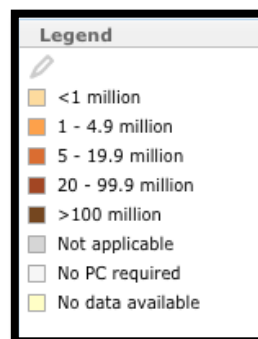 Legend
<1 million
1 - 4.9 million
5 - 19.9 million
20 - 99.9 million
>100 million
Not applicable
No PC required
No data available